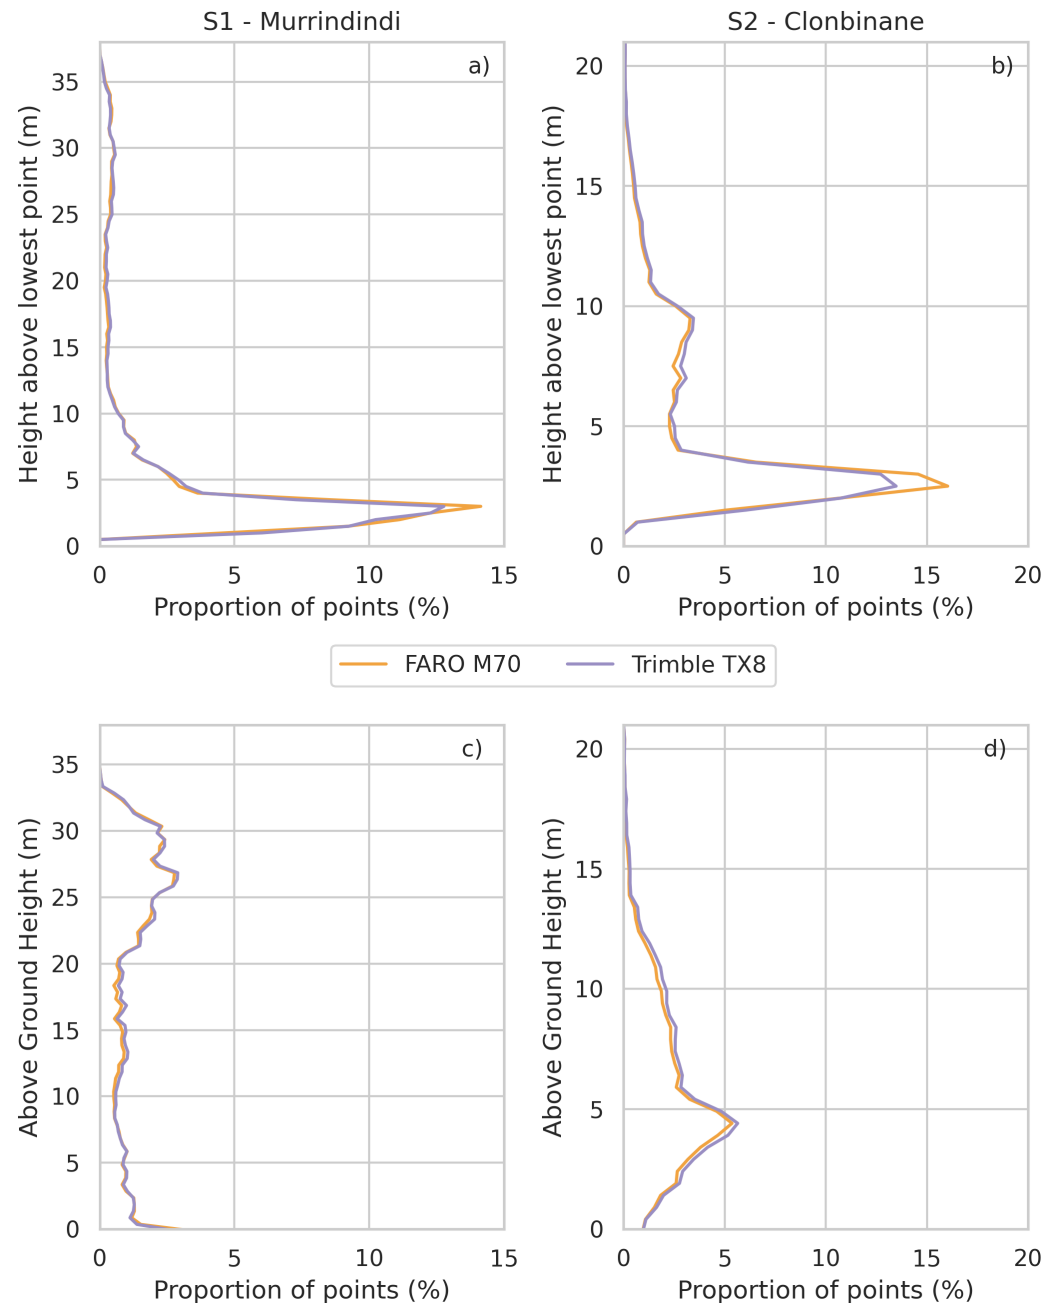 S1 - Murrindindi
S2 - Clonbinane
a)
35
30
25
20
15
10
5
0
Height above lowest point (m)
0 5 10 15
Proportion of points (%)
b)
20
15
10
5
0
Height above lowest point (m)
0 5 10 15 20
Proportion of points (%)
FARO M70 Trimble TX8
c)
35
30
25
20
15
10
5
0
Above Ground Height (m)
0 5 10 15
Proportion of points (%)
d)
20
15
10
5
0
Above Ground Height (m)
0 5 10 15 20
Proportion of points (%)